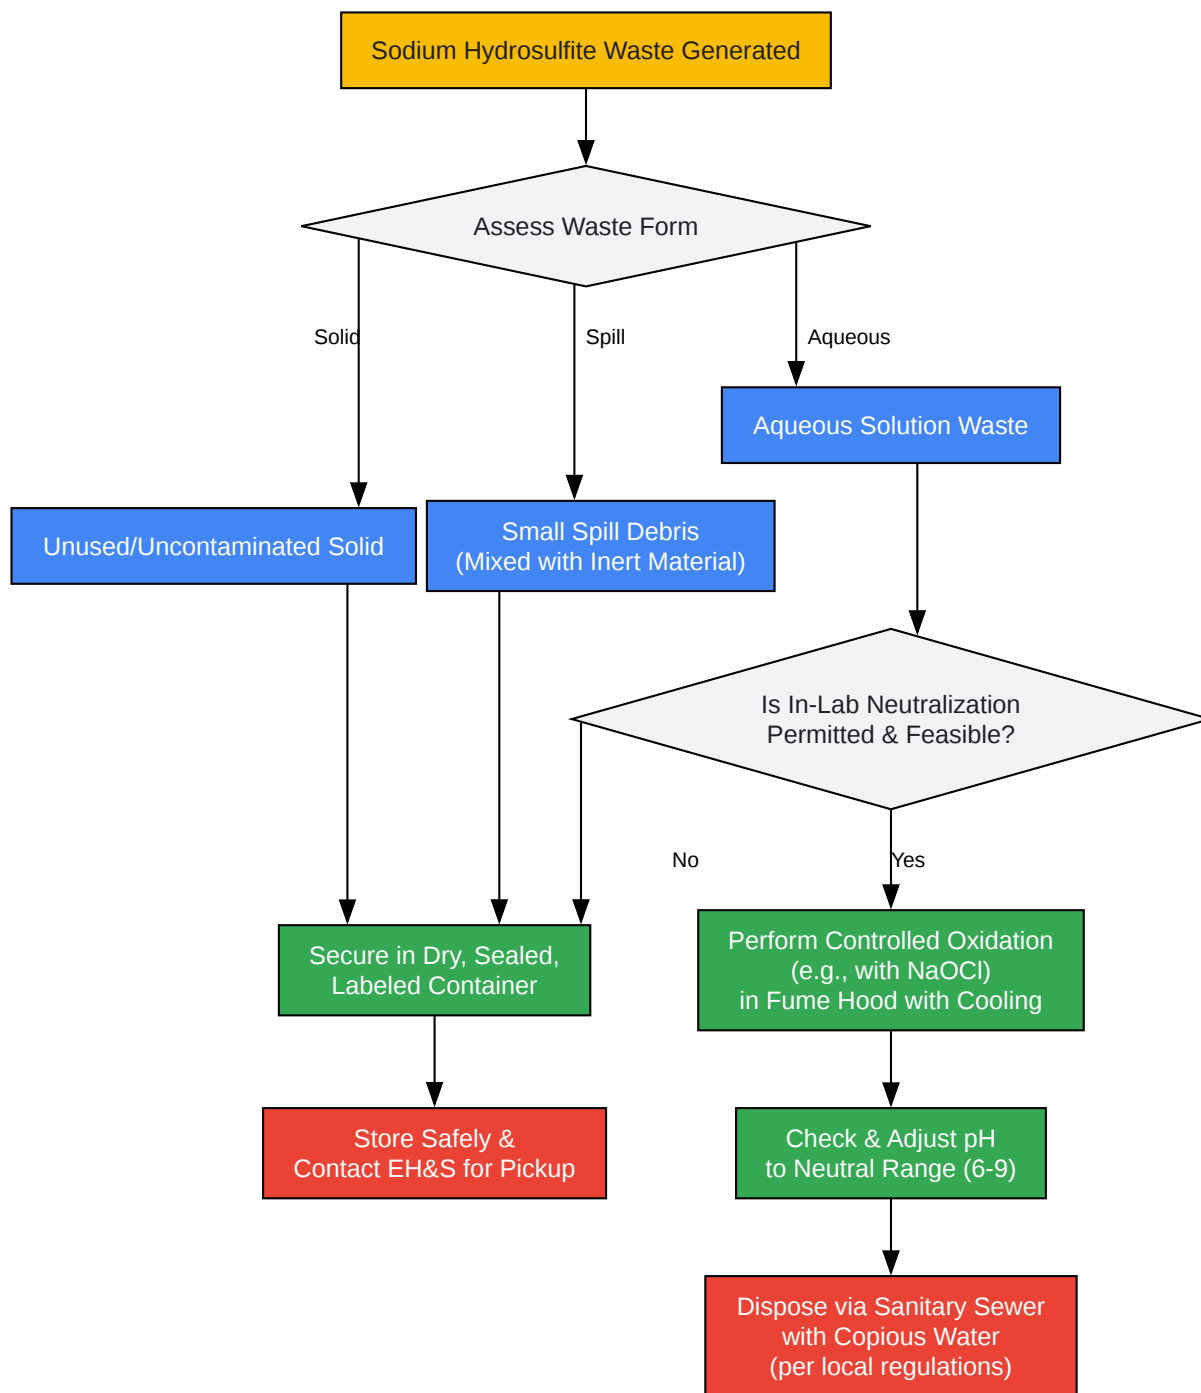 Sodium Hydrosulfite Waste Generated
Assess Waste Form
Solid
Spill
Aqueous
Aqueous Solution Waste
Unused/Uncontaminated Solid
Small Spill Debris
(Mixed with Inert Material)
Is In-Lab Neutralization
Permitted & Feasible?
No
Yes
Secure in Dry, Sealed,
Labeled Container
Perform Controlled Oxidation
(e.g., with NaOCl)
in Fume Hood with Cooling
Store Safely &
Contact EH&S for Pickup
Check & Adjust pH
to Neutral Range (6-9)
Dispose via Sanitary Sewer
with Copious Water
(per local regulations)